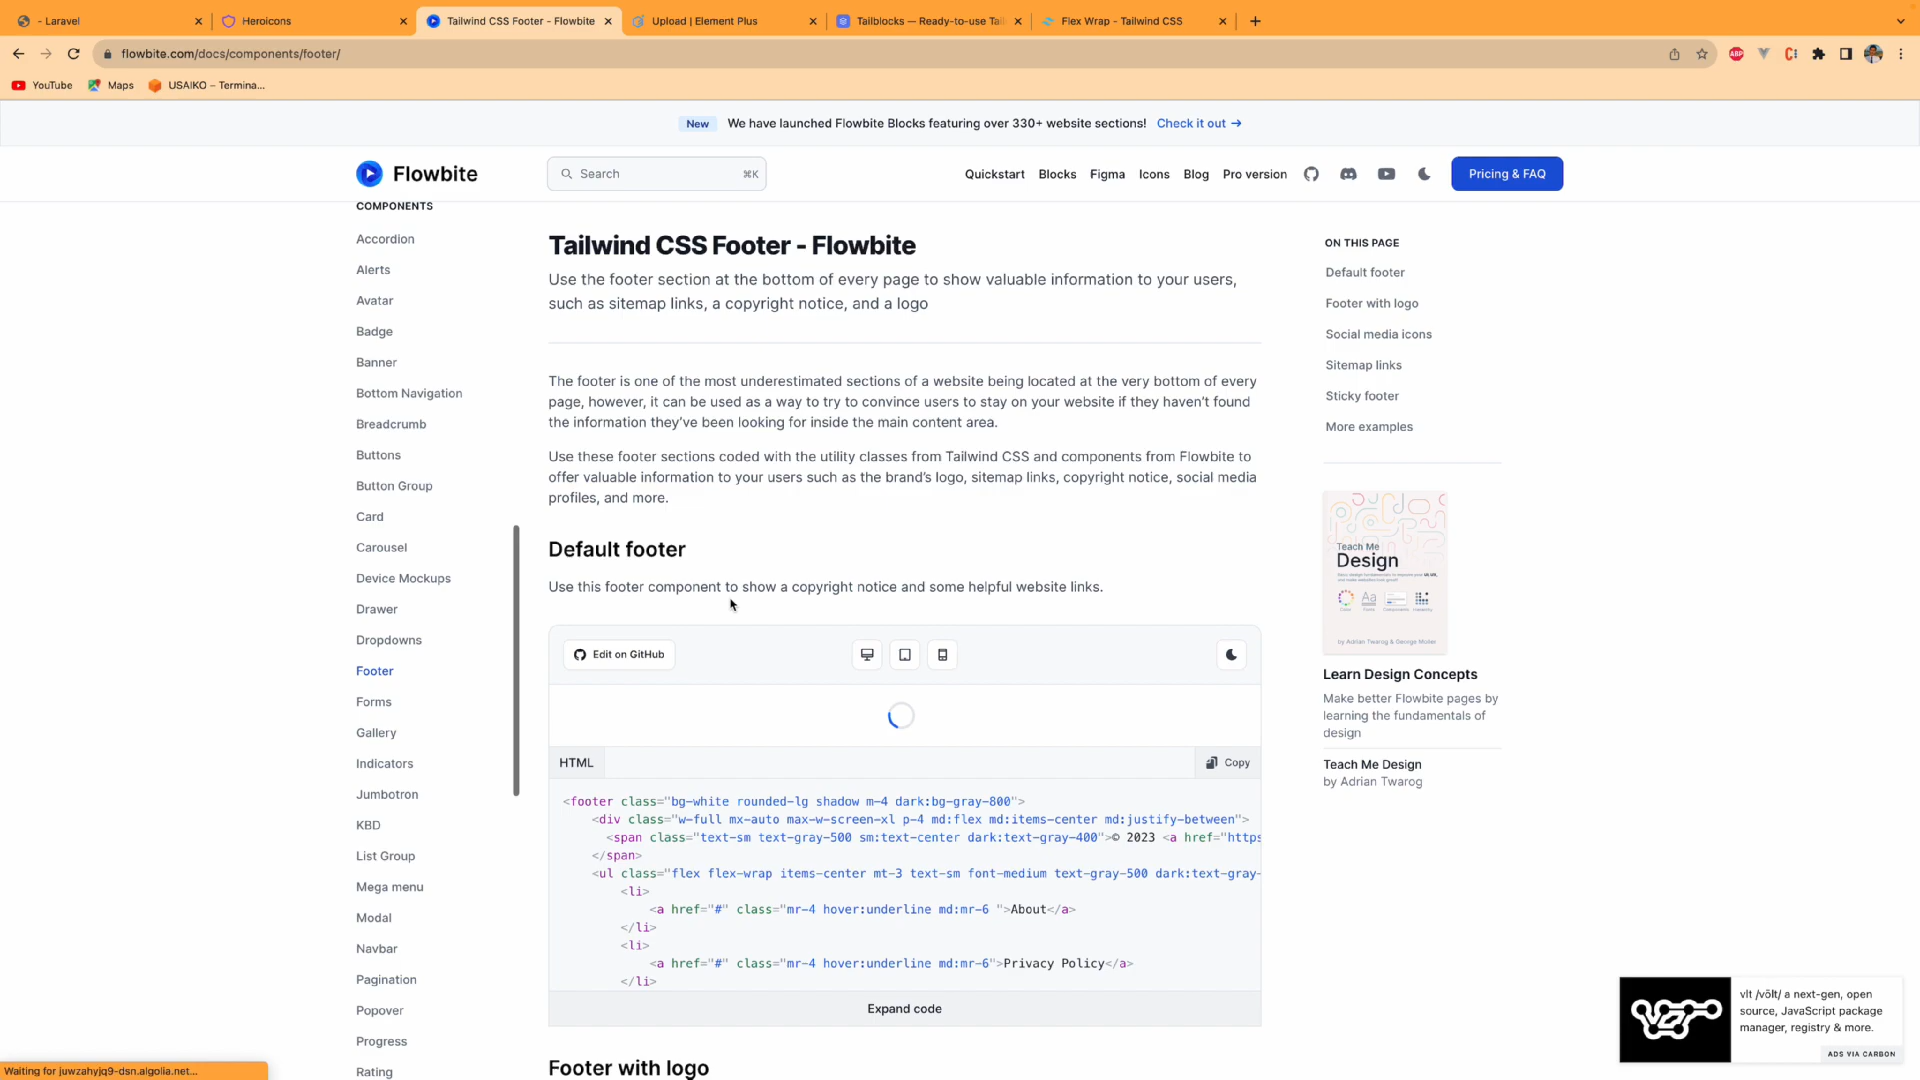 - Laravel
Heroicons
Tailwind CSS Footer - Flowbite
Upload | Element Plus
Tailblocks — Ready-to-use Tail
Flex Wrap - Tailwind CSS
flowbite.com/docs/components/footer/
ABP
YouTube
Maps
USAIKO – Termina...
New We have launched Flowbite Blocks featuring over 330+ website sections! Check it out →
Flowbite
Search
⌘K
Quickstart
Blocks
Figma
Icons
Blog
Pro version
Pricing & FAQ
COMPONENTS
Accordion
Alerts
Avatar
Badge
Banner
Bottom Navigation
Breadcrumb
Buttons
Button Group
Card
Carousel
Device Mockups
Drawer
Dropdowns
Footer
Forms
Gallery
Indicators
Jumbotron
KBD
List Group
Mega menu
Modal
Navbar
Pagination
Popover
Progress
Rating
Tailwind CSS Footer - Flowbite
Use the footer section at the bottom of every page to show valuable information to your users,
such as sitemap links, a copyright notice, and a logo
The footer is one of the most underestimated sections of a website being located at the very bottom of every
page, however, it can be used as a way to try to convince users to stay on your website if they haven’t found
the information they’ve been looking for inside the main content area.
Use these footer sections coded with the utility classes from Tailwind CSS and components from Flowbite to
offer valuable information to your users such as the brand’s logo, sitemap links, copyright notice, social media
profiles, and more.
Default footer
Use this footer component to show a copyright notice and some helpful website links.
Edit on GitHub
HTML
Copy
<footer class="bg-white rounded-lg shadow m-4 dark:bg-gray-800">
<div class="w-full mx-auto max-w-screen-xl p-4 md:flex md:items-center md:justify-between">
<span class="text-sm text-gray-500 sm:text-center dark:text-gray-400">© 2023 <a href="https
</span>
<ul class="flex flex-wrap items-center mt-3 text-sm font-medium text-gray-500 dark:text-gray-
<li>
<a href="#" class="mr-4 hover:underline md:mr-6 ">About</a>
</li>
<li>
<a href="#" class="mr-4 hover:underline md:mr-6">Privacy Policy</a>
</li>
Expand code
Footer with logo
ON THIS PAGE
Default footer
Footer with logo
Social media icons
Sitemap links
Sticky footer
More examples
Teach Me
Design
by Adrian Twarog & George Moller
Learn Design Concepts
Make better Flowbite pages by
learning the fundamentals of
design
Teach Me Design
by Adrian Twarog
vlt /vōlt/ a next-gen, open
source, JavaScript package
manager, registry & more.
ADS VIA CARBON
Waiting for juwzahyjq9-dsn.algolia.net...